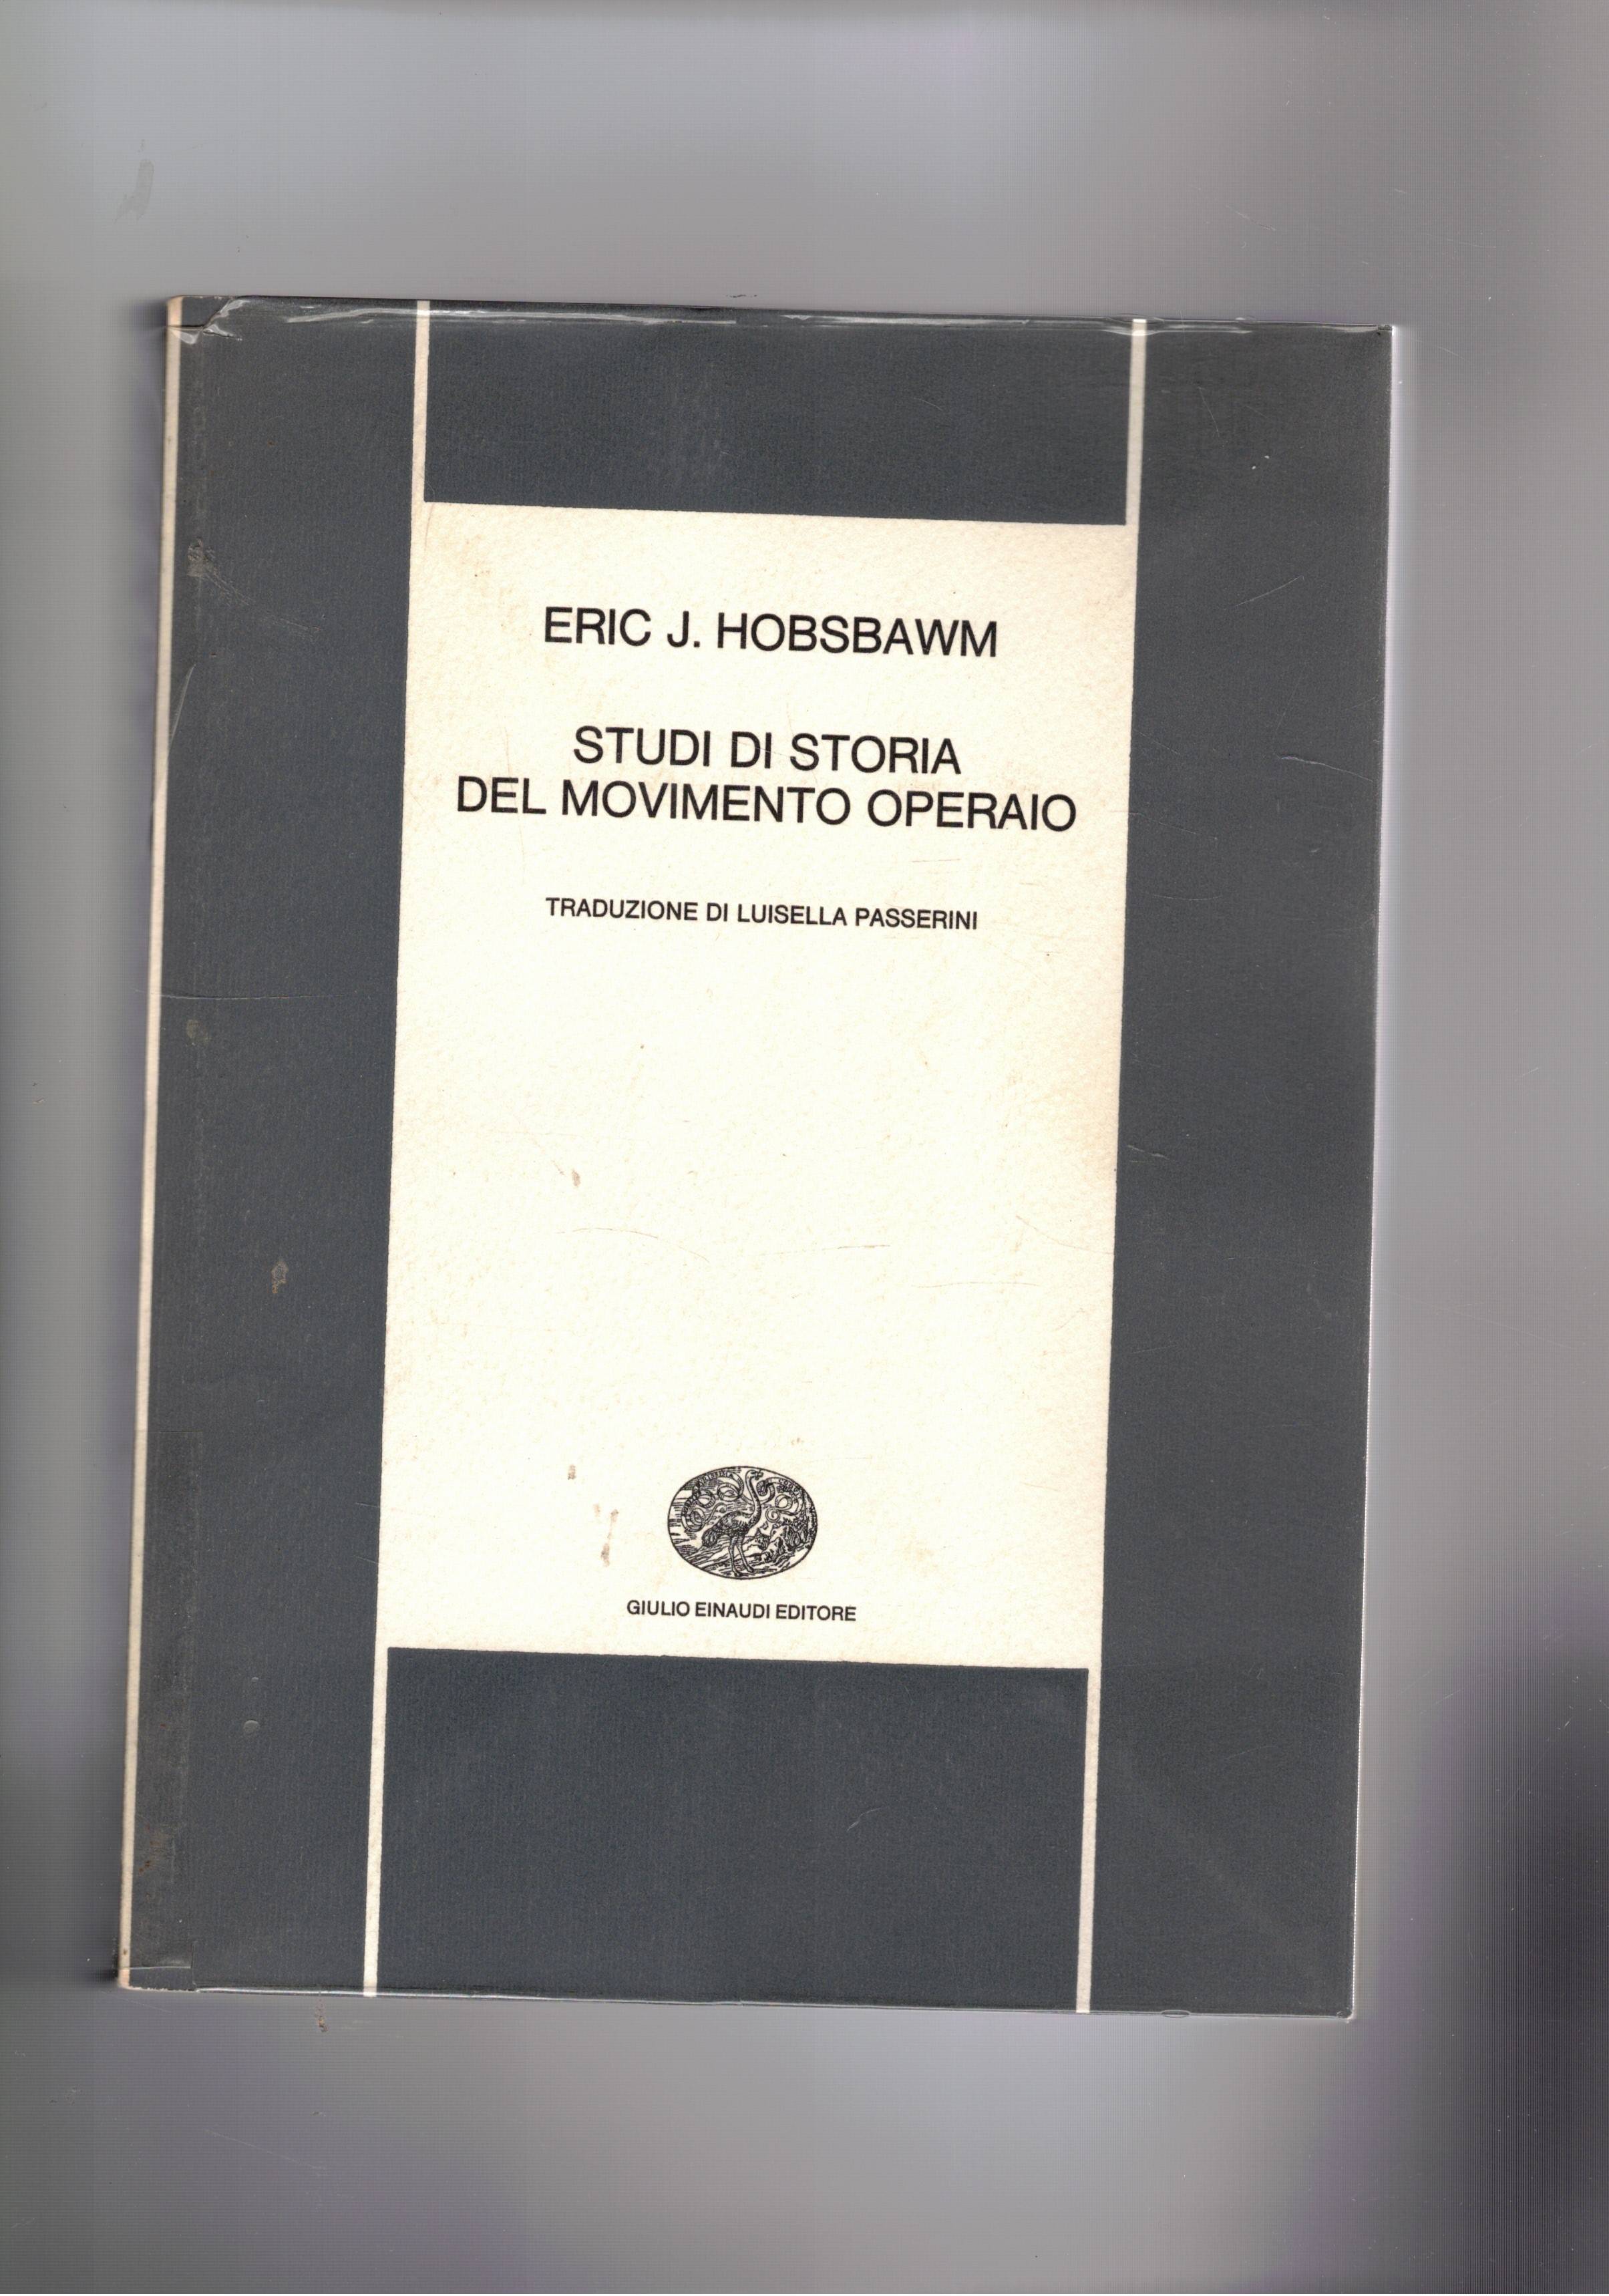 ERIC J. HOBSBAWM
STUDI DI STORIA
DEL MOVIMENTO OPERAIO
TRADUZIONE DI LUISELLA PASSERINI
GIULIO EINAUDI EDITORE